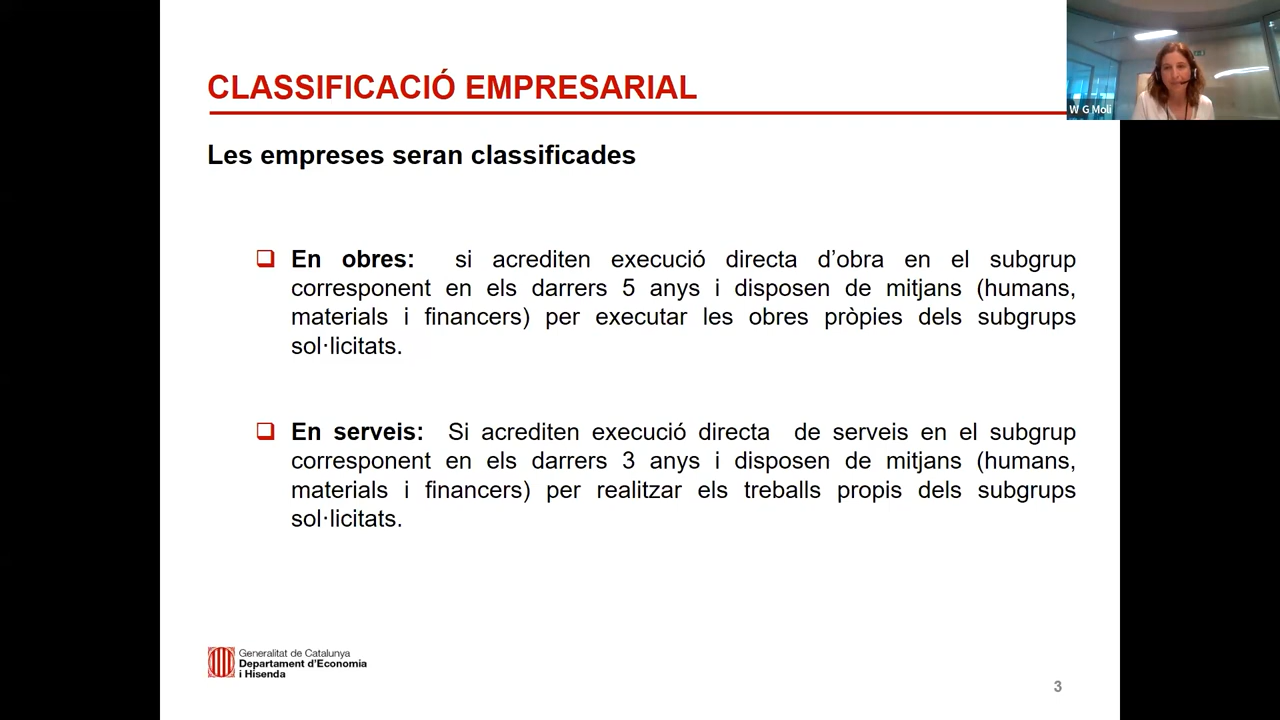 CLASSIFICACIÓ EMPRESARIAL
W G Moli
Les empreses seran classificades
❑ En obres: si acrediten execució directa d’obra en el subgrup
corresponent en els darrers 5 anys i disposen de mitjans (humans,
materials i financers) per executar les obres pròpies dels subgrups
sol·licitats.
❑ En serveis: Si acrediten execució directa de serveis en el subgrup
corresponent en els darrers 3 anys i disposen de mitjans (humans,
materials i financers) per realitzar els treballs propis dels subgrups
sol·licitats.
Generalitat de Catalunya
Departament d’Economia
i Hisenda
3